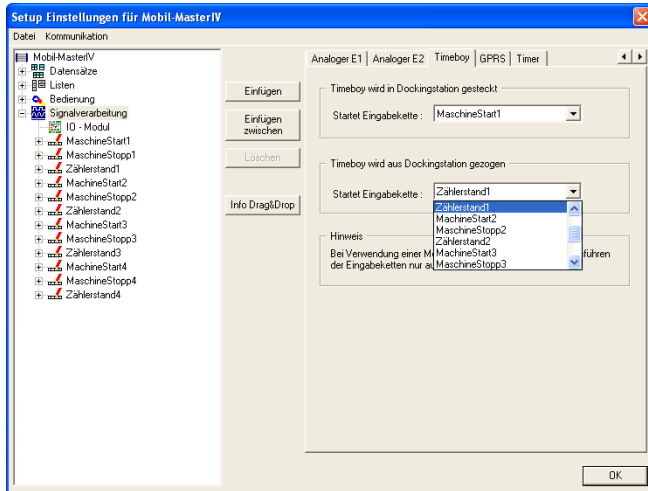 Setup Einstellungen für Mobil-MasterIV
Datei Kommunikation
Mobil-MasterIV
Datensätze
Listen
Bedienung
Signalverarbeitung
IO - Modul
MaschineStart1
MaschineStopp1
Zählerstand1
MachineStart2
MaschineStopp2
Zählerstand2
MachineStart3
MaschineStopp3
Zählerstand3
MachineStart4
MaschineStopp4
Zählerstand4
Einfügen
Einfügen
zwischen
Löschen
Info Drag&Drop
Analoger E1 Analoger E2 Timeboy GPRS Timer
Timeboy wird in Dockingstation gesteckt
Startet Eingabekette : MaschineStart1
Timeboy wird aus Dockingstation gezogen
Startet Eingabekette : Zählerstand1
Zählerstand1
MachineStart2
MaschineStopp2
Zählerstand2
MachineStart3
MaschineStopp3
Hinweis
Bei Verwendung einer führen
der Eingabeketten nur
OK